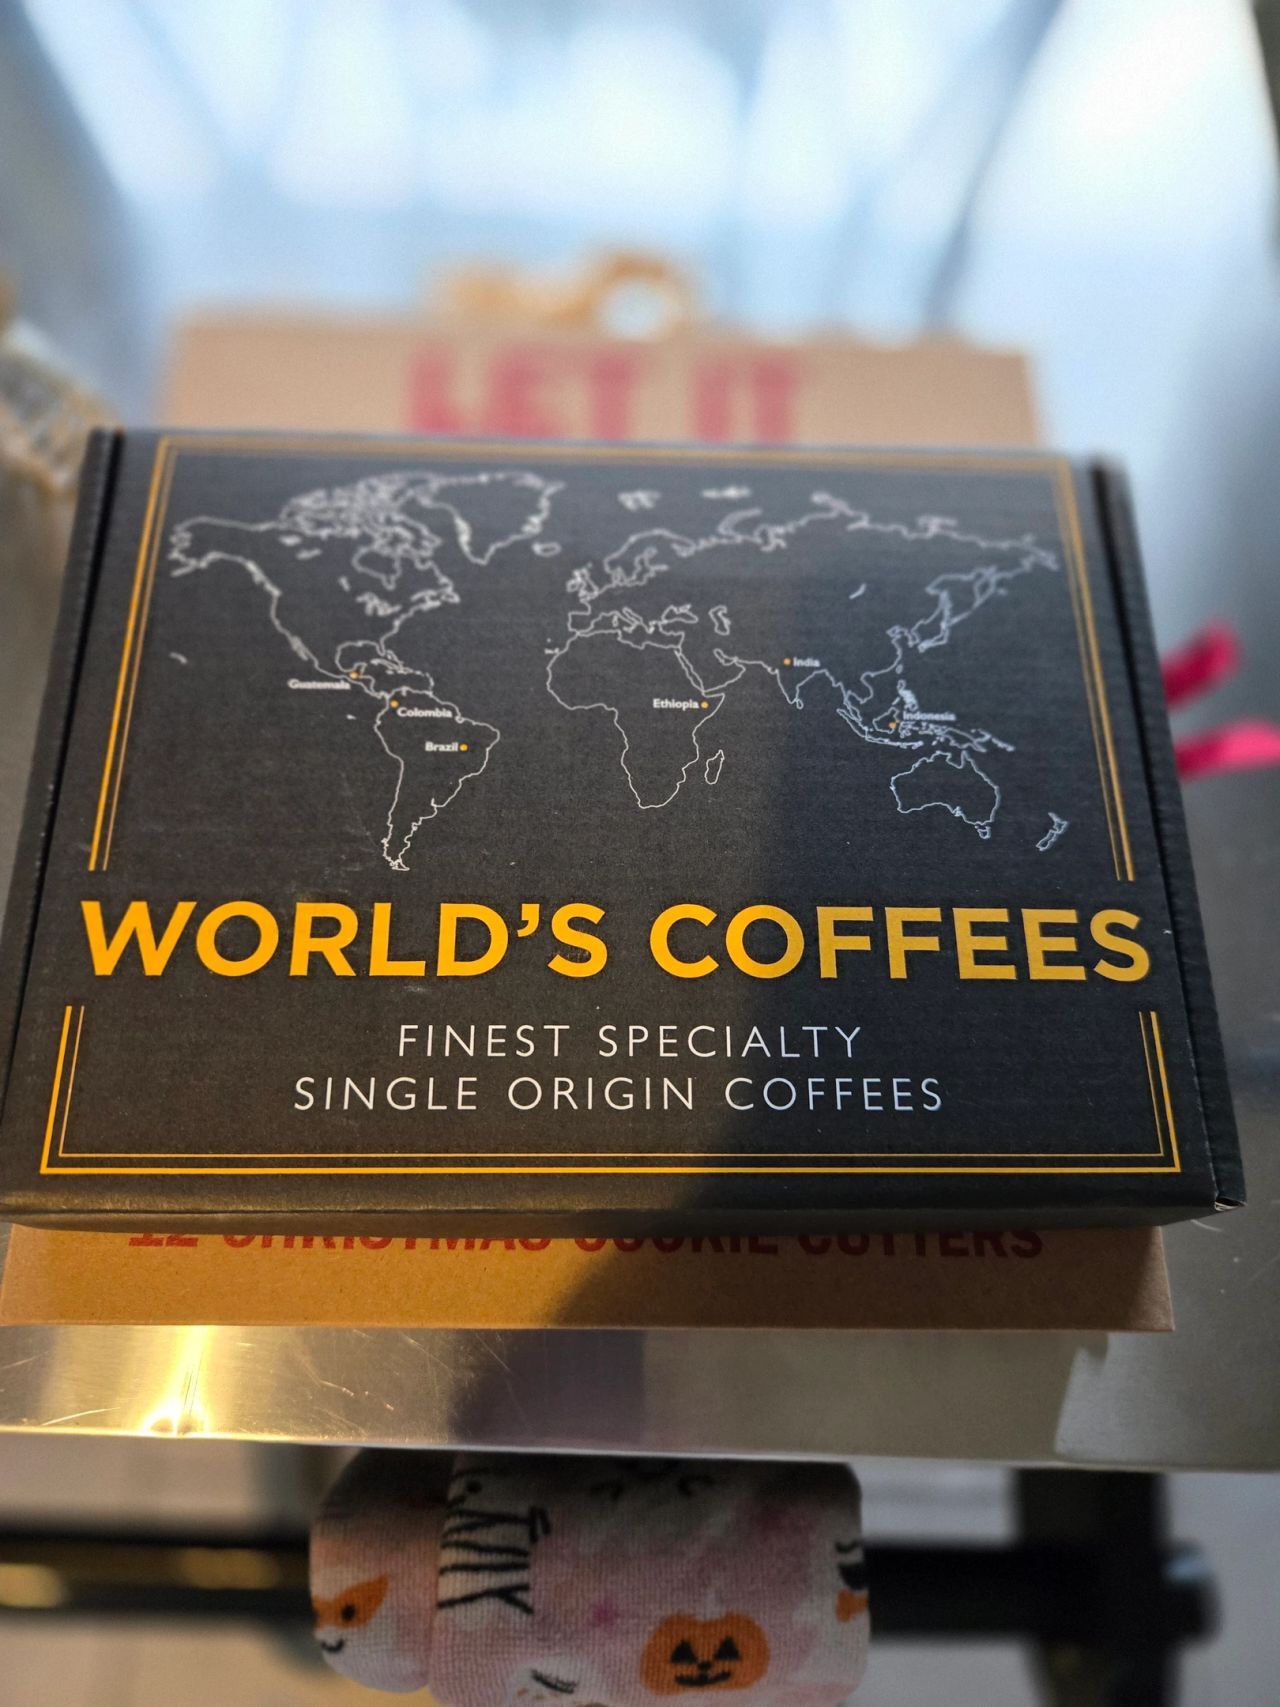 LET IT
Guatemala
Colombia
Brazil
Ethiopia
India
Indonesia
WORLD'S COFFEES
FINEST SPECIALTY
SINGLE ORIGIN COFFEES
12 CHRISTMAS COOKIE CUTTERS